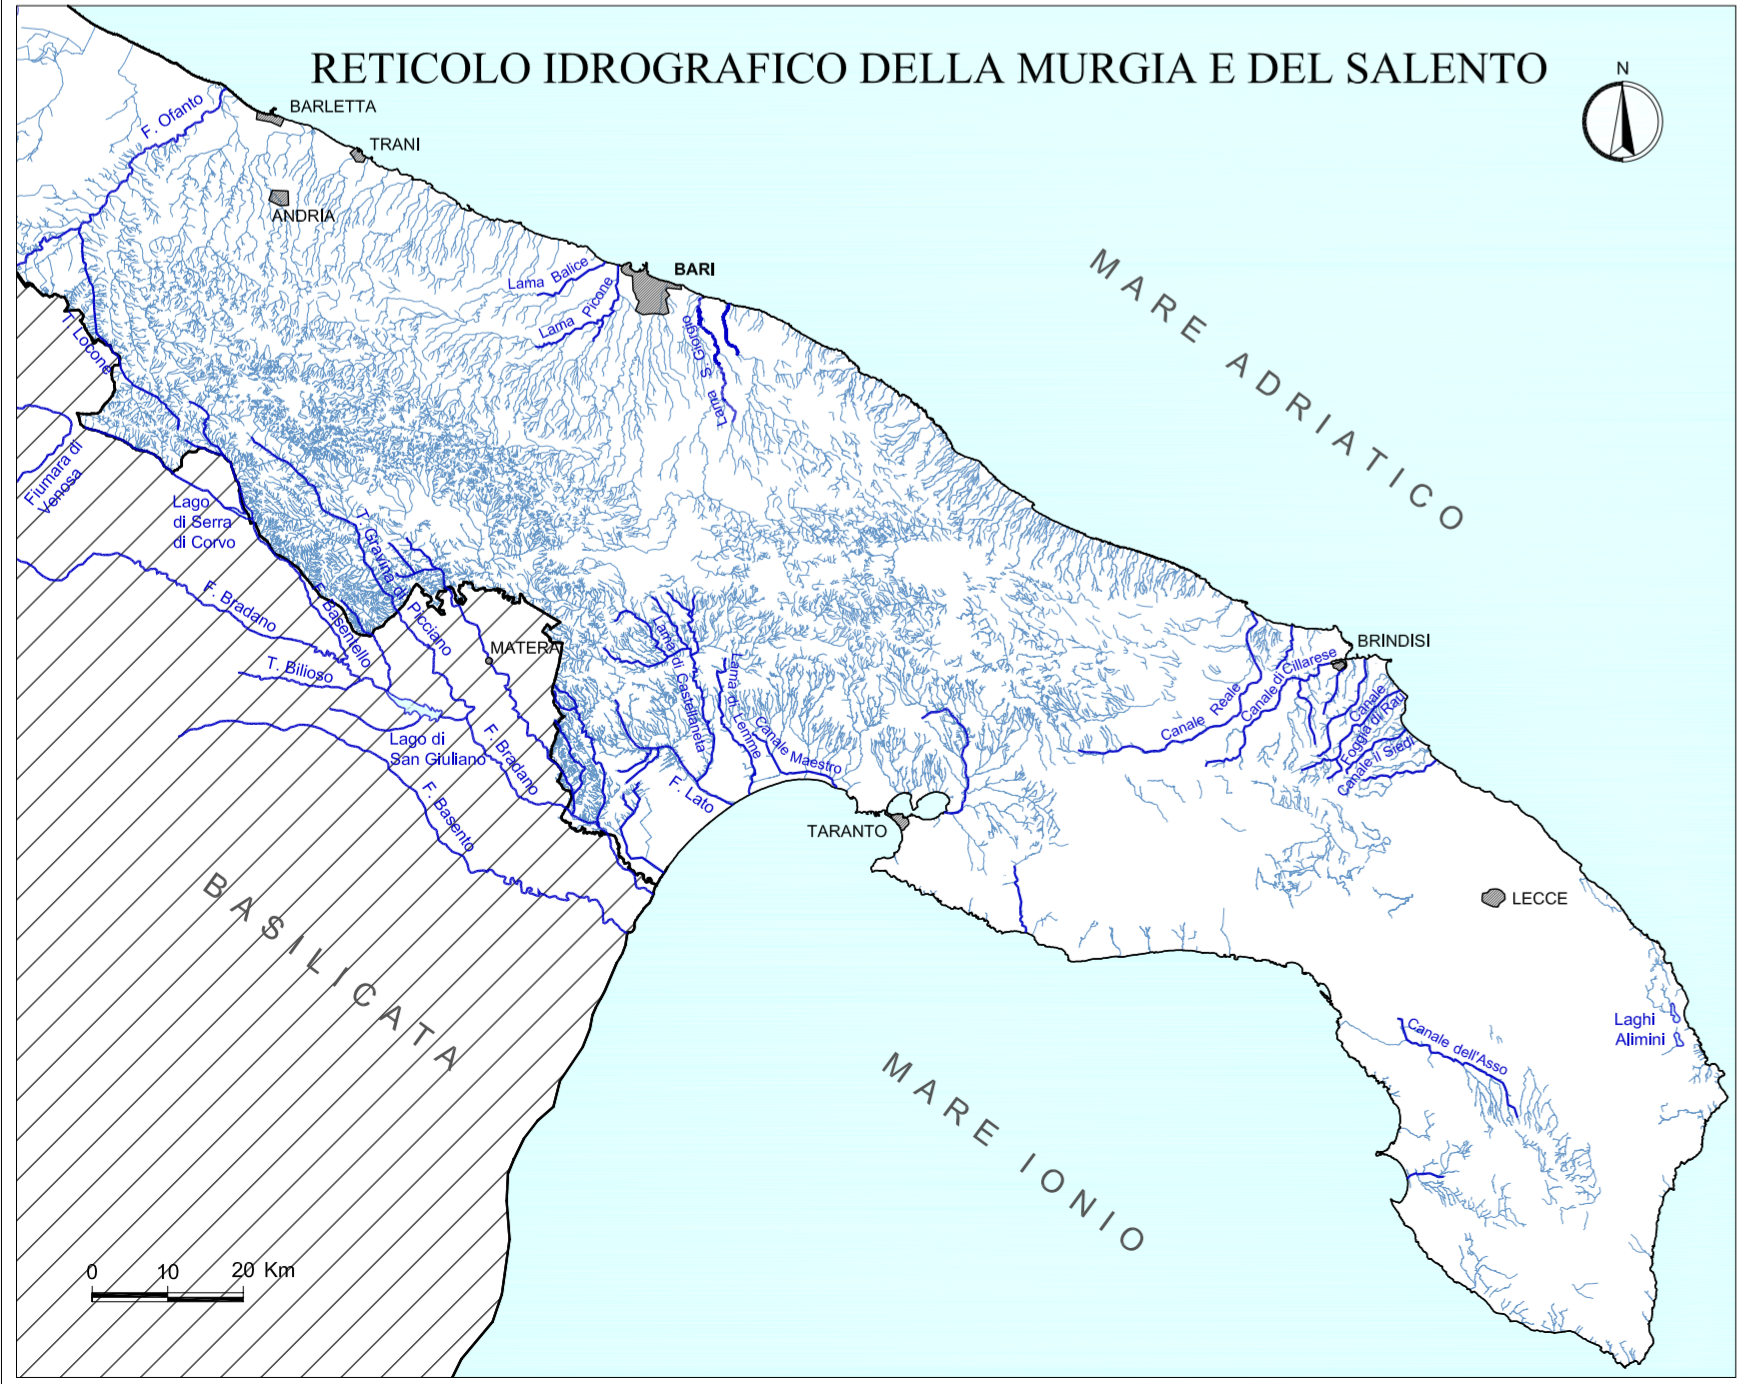 RETICOLO IDROGRAFICO DELLA MURGIA E DEL SALENTO
N
F. Ofanto
BARLETTA
TRANI
ANDRIA
BARI
Lama Balice
Lama Picone
Lama S. Giorgio
MARE ADRIATICO
T. Locone
Fiumara di
Venosa
Lago
di Serra
di Corvo
T. Gravina di Picciano
F. Bradano
Basentello
T. Bilioso
MATERA
Lago di
San Giuliano
F. Bradano
F. Basento
Lama di Castellaneta
Lama di Lemme
Canale Maestro
F. Lato
TARANTO
BRINDISI
Canale Reale
Canale di Cillarese
Canale
Foggia di Rau
Canale il Siedi
LECCE
Laghi
Alimini
Canale dell'Asso
BASILICATA
MARE IONIO
0 10 20 Km